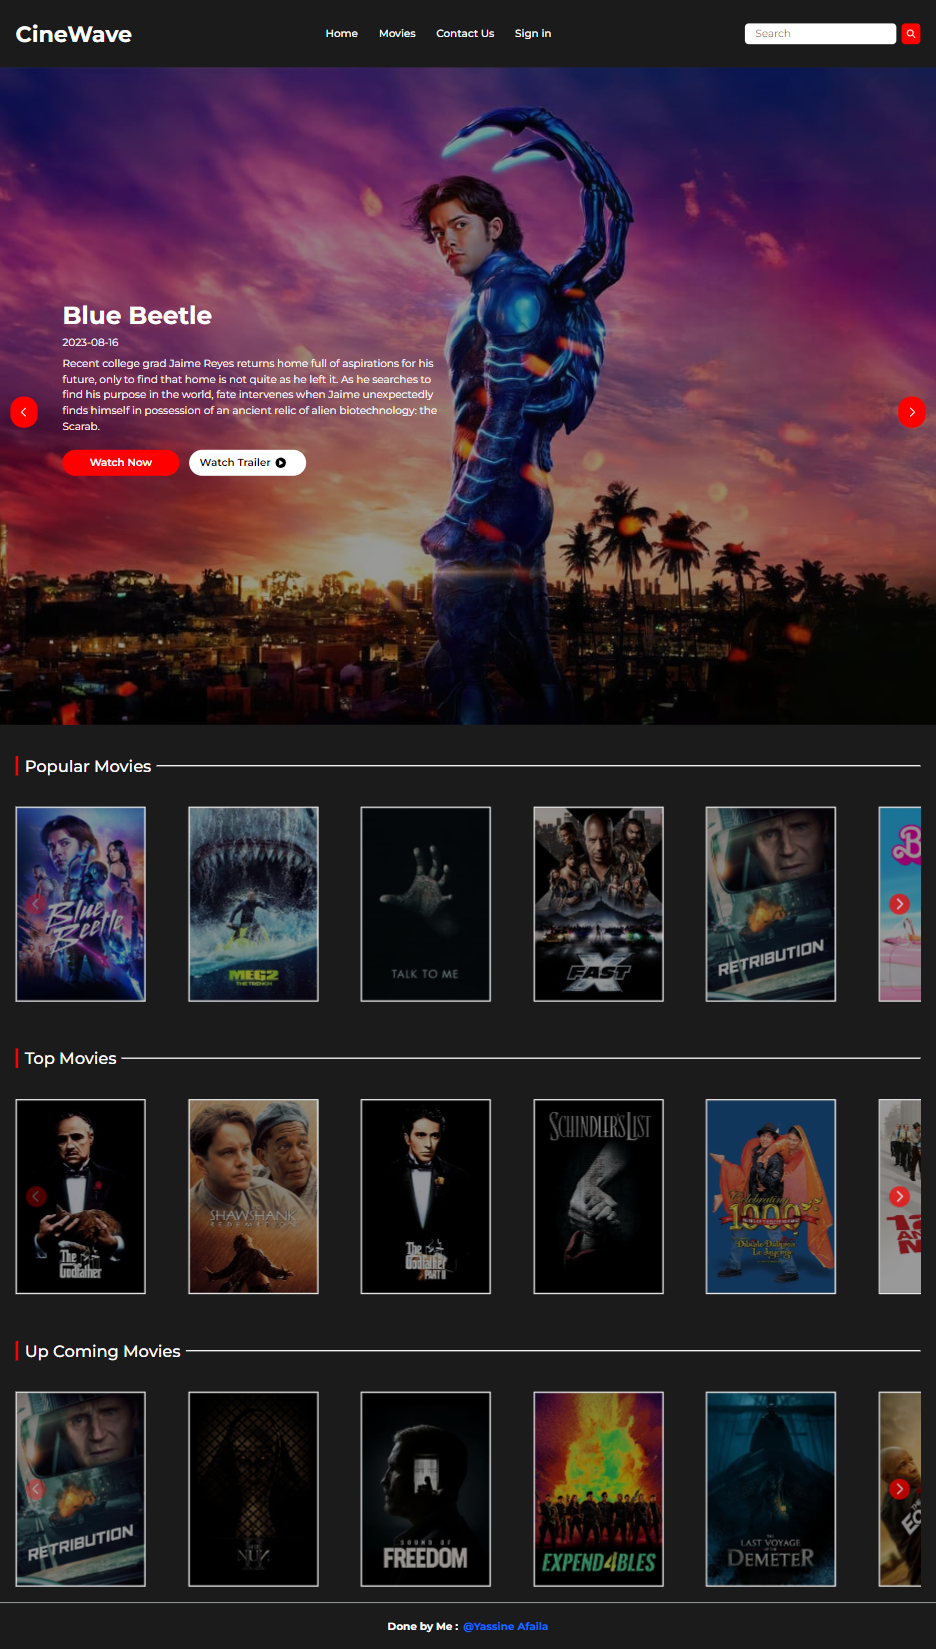 CineWave
Home Movies Contact Us Sign in
Search
Blue Beetle
2023-08-16
Recent college grad Jaime Reyes returns home full of aspirations for his
future, only to find that home is not quite as he left it. As he searches to
find his purpose in the world, fate intervenes when Jaime unexpectedly
finds himself in possession of an ancient relic of alien biotechnology: the
Scarab.
Watch Now Watch Trailer
Popular Movies
Blue
Beetle
MEG2
THE TRENCH
TALK TO ME
FAST X
RETRIBUTION
B
Top Movies
The
Godfather
SHAWSHANK
REDEMPTION
The
Godfather
PART II
SCHINDLER'S LIST
Celebrating
1000
Dilwale Dulhania
Le Jayenge
12
AN
M
Up Coming Movies
RETRIBUTION
THE
NUN
II
SOUND OF
FREEDOM
EXPEND4BLES
THE
LAST VOYAGE
OF THE
DEMETER
THE
EQ
Done by Me : @Yassine Afaila